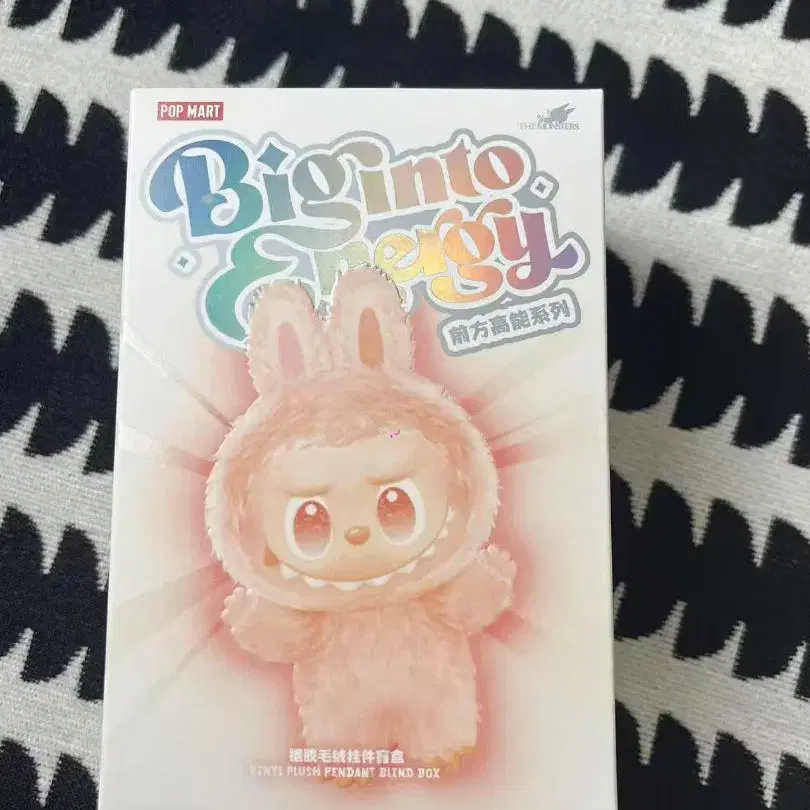 POP MART
THE MONSTERS
Big into
Energy
前方高能系列
搪胶毛绒挂件盲盒
VINYL PLUSH PENDANT BLIND BOX